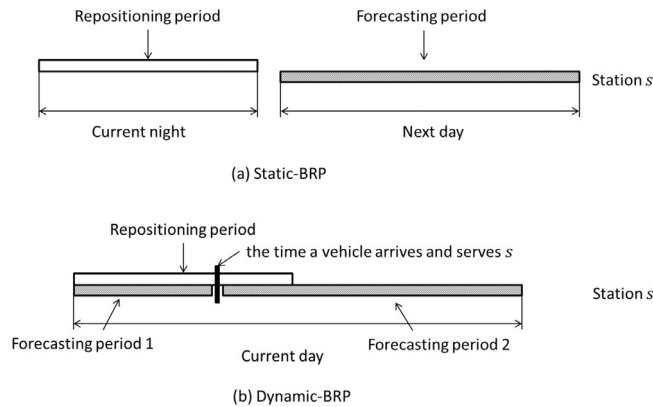 Repositioning period
Forecasting period
Station s
Current night
Next day
(a) Static-BRP
Repositioning period
the time a vehicle arrives and serves s
Station s
Forecasting period 1
Forecasting period 2
Current day
(b) Dynamic-BRP